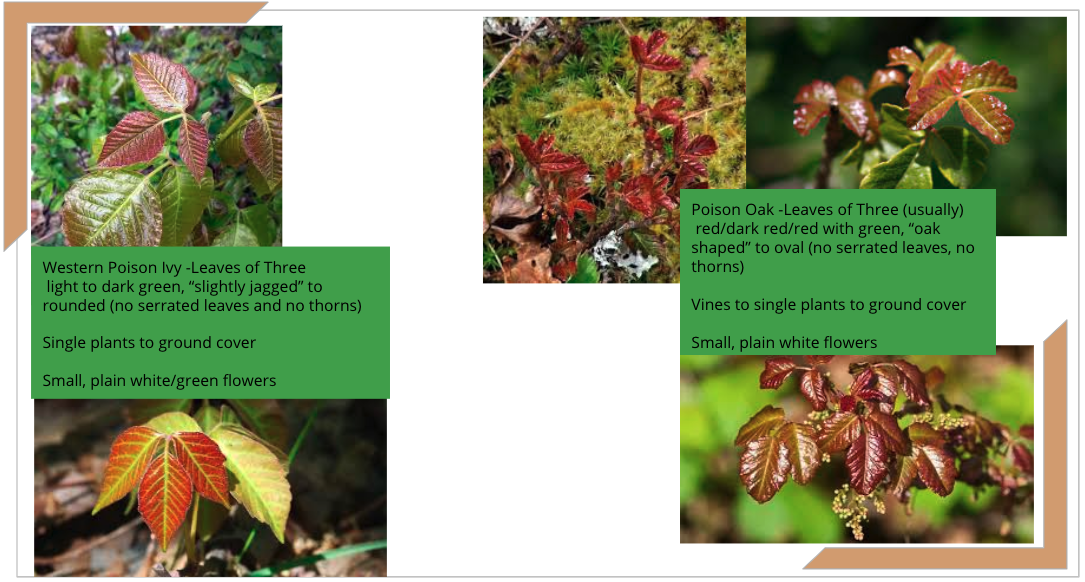 Western Poison Ivy -Leaves of Three
light to dark green, “slightly jagged” to
rounded (no serrated leaves and no thorns)
Single plants to ground cover
Small, plain white/green flowers
Poison Oak -Leaves of Three (usually)
red/dark red/red with green, “oak
shaped” to oval (no serrated leaves, no
thorns)
Vines to single plants to ground cover
Small, plain white flowers